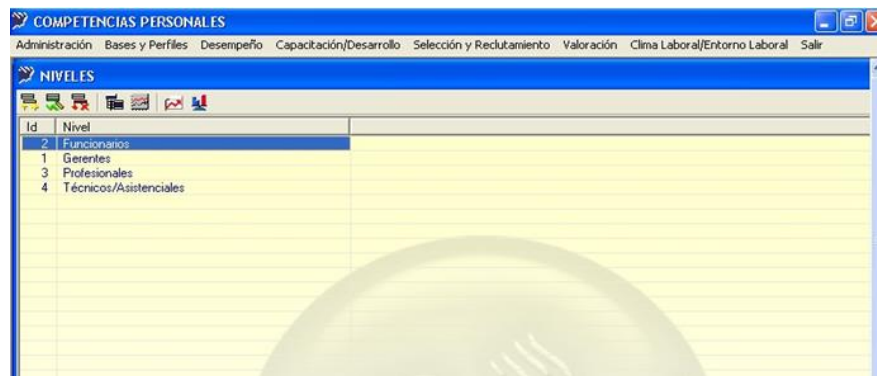 COMPETENCIAS PERSONALES
Administración Bases y Perfiles Desempeño Capacitación/Desarrollo Selección y Reclutamiento Valoración Clima Laboral/Entorno Laboral Salir
NIVELES
Id Nivel
2 Funcionarios
1 Gerentes
3 Profesionales
4 Técnicos/Asistenciales